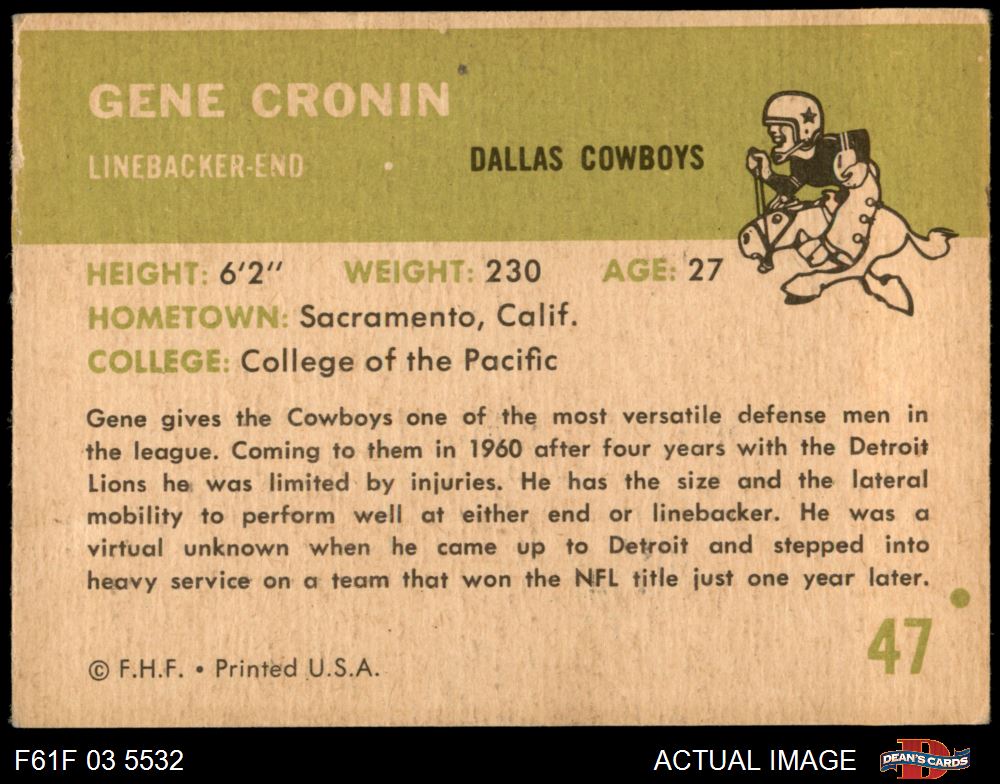 GENE CRONIN
LINEBACKER-END
DALLAS COWBOYS
HEIGHT: 6'2" WEIGHT: 230 AGE: 27
HOMETOWN: Sacramento, Calif.
COLLEGE: College of the Pacific
Gene gives the Cowboys one of the most versatile defense men in
the league. Coming to them in 1960 after four years with the Detroit
Lions he was limited by injuries. He has the size and the lateral
mobility to perform well at either end or linebacker. He was a
virtual unknown when he came up to Detroit and stepped into
heavy service on a team that won the NFL title just one year later.
47
© F.H.F. • Printed U.S.A.
F61F 03 5532
ACTUAL IMAGE
D
DEAN'S CARDS